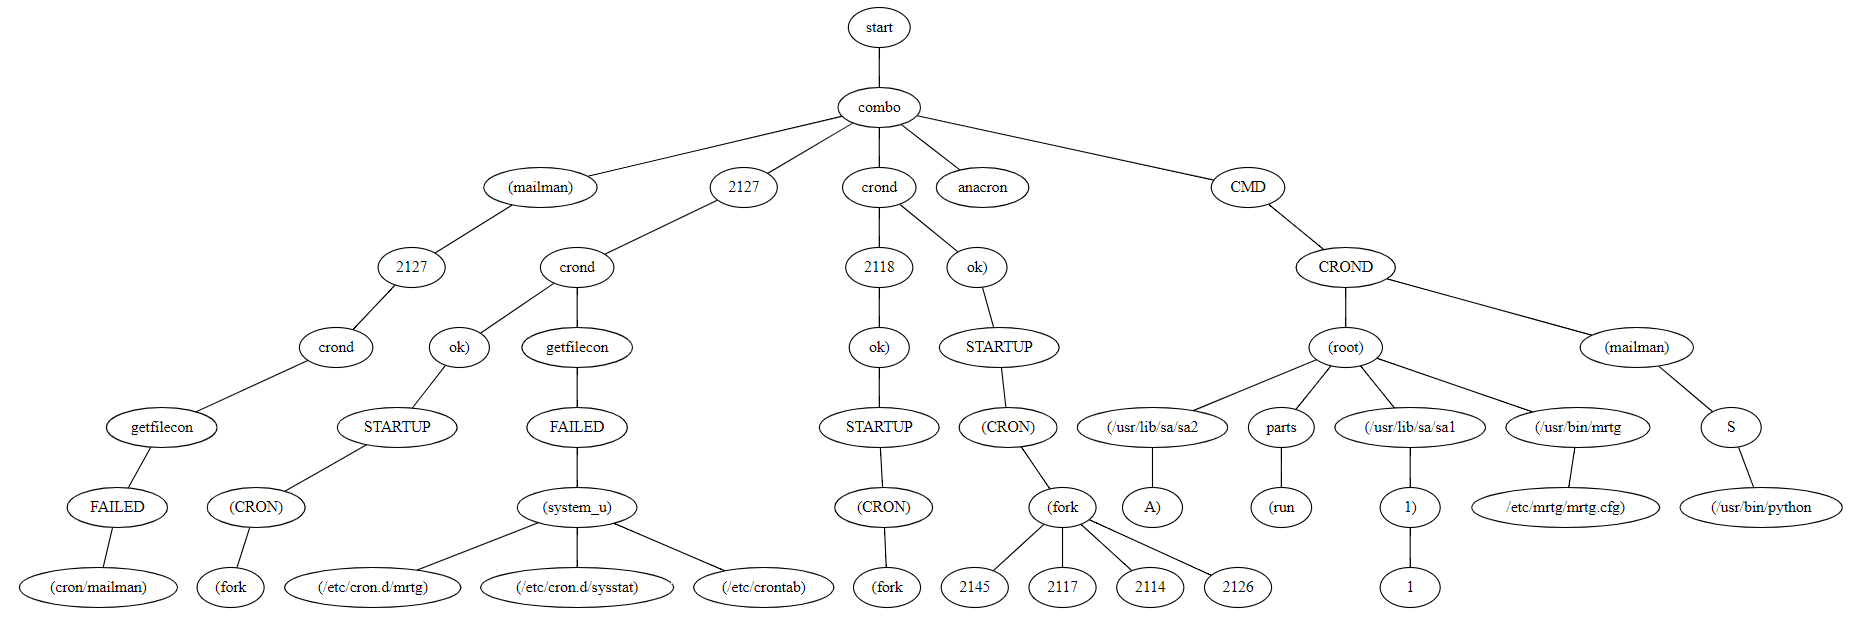 start
combo
(mailman)
2127
crond
anacron
CMD
2127
crond
2118
ok)
CROND
crond
ok)
getfilecon
ok)
STARTUP
(root)
(mailman)
getfilecon
STARTUP
FAILED
STARTUP
(CRON)
(/usr/lib/sa/sa2
parts
(/usr/lib/sa/sa1
(/usr/bin/mrtg
S
FAILED
(CRON)
(system_u)
(CRON)
(fork
A)
(run
1)
/etc/mrtg/mrtg.cfg)
(/usr/bin/python
(cron/mailman)
(fork
(/etc/cron.d/mrtg)
(/etc/cron.d/sysstat)
(/etc/crontab)
(fork
2145
2117
2114
2126
1